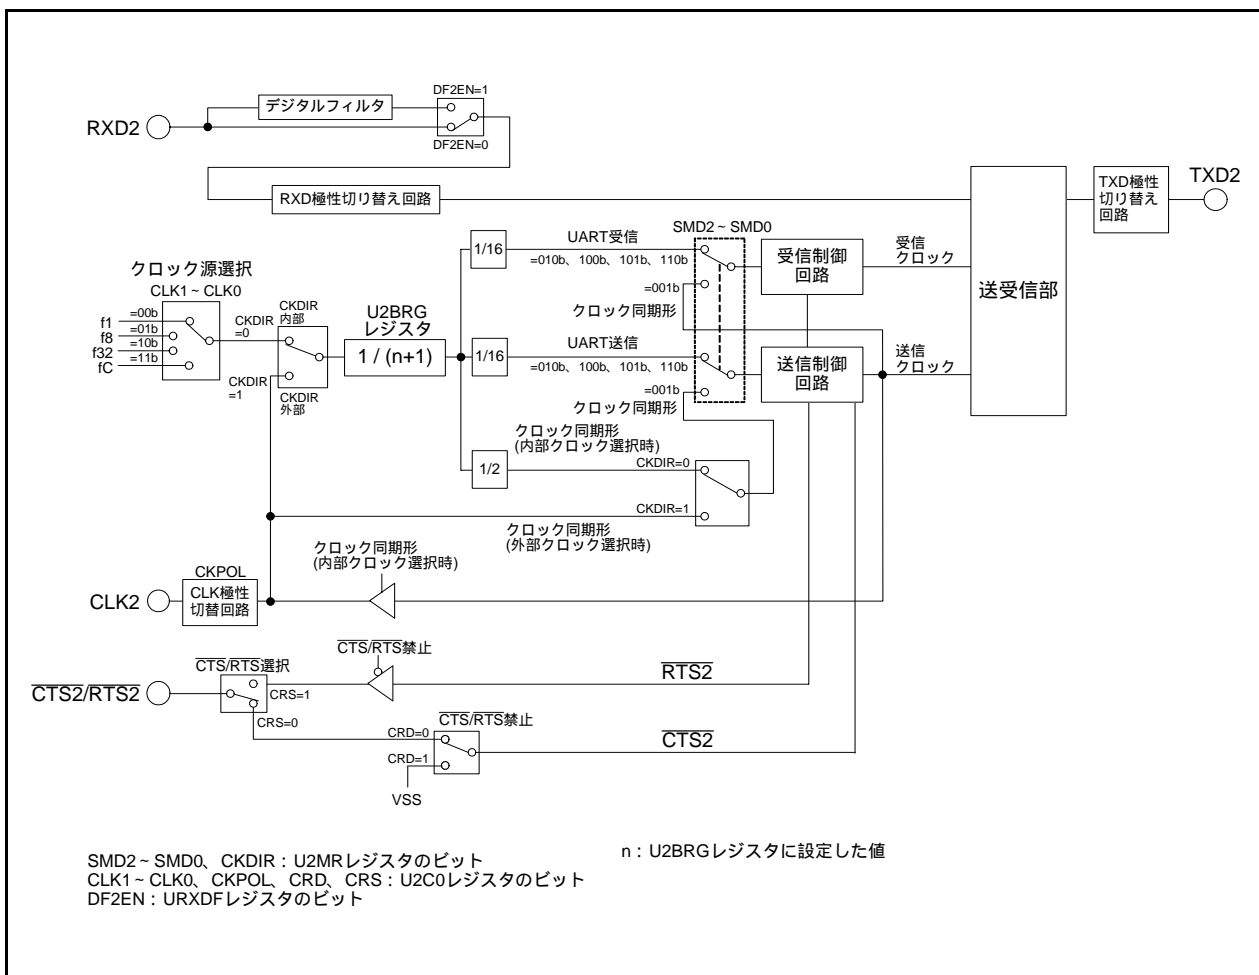 RXD2
デジタルフィルタ
DF2EN=1
DF2EN=0
RXD極性切り替え回路
送受信部
TXD極性
切り替え
回路
TXD2
クロック源選択
CLK1~CLK0
=00b
f1
=01b
f8
=10b
f32
=11b
fC
CKDIR
=0
CKDIR
=1
CKDIR
内部
CKDIR
外部
U2BRG
レジスタ
1 / (n+1)
1/16
UART受信
=010b、100b、101b、110b
SMD2~SMD0
=001b
クロック同期形
受信制御
回路
受信
クロック
1/16
UART送信
=010b、100b、101b、110b
=001b
クロック同期形
送信制御
回路
送信
クロック
クロック同期形
(内部クロック選択時)
1/2
CKDIR=0
CKDIR=1
クロック同期形
(外部クロック選択時)
クロック同期形
(内部クロック選択時)
CKPOL
CLK2
CLK極性
切替回路
CTS/RTS禁止
CTS/RTS選択
CTS2/RTS2
CRS=1
CRS=0
RTS2
CTS/RTS禁止
CRD=0
CRD=1
CTS2
VSS
SMD2~SMD0、CKDIR:U2MRレジスタのビット
CLK1~CLK0、CKPOL、CRD、CRS:U2C0レジスタのビット
DF2EN:URXDFレジスタのビット
n:U2BRGレジスタに設定した値